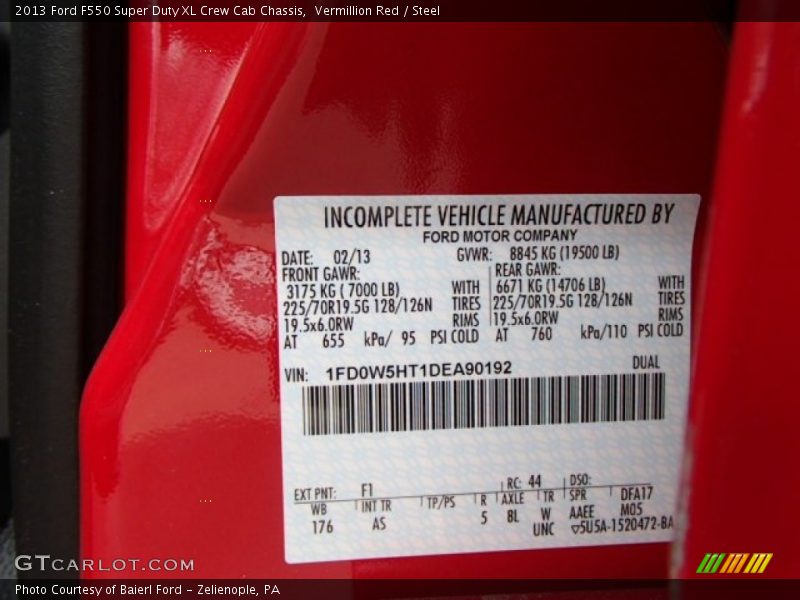 2013 Ford F550 Super Duty XL Crew Cab Chassis,  Vermillion Red / Steel
INCOMPLETE VEHICLE MANUFACTURED BY
FORD MOTOR COMPANY
DATE: 02/13 GVWR: 8845 KG (19500 LB)
FRONT GAWR: REAR GAWR:
3175 KG ( 7000 LB) WITH 6671 KG (14706 LB) WITH
225/70R19.5G 128/126N TIRES 225/70R19.5G 128/126N TIRES
19.5x6.0RW RIMS 19.5x6.0RW RIMS
AT 655 kPa/ 95 PSI COLD AT 760 kPa/110 PSI COLD
VIN: 1FD0W5HT1DEA90192 DUAL
EXT PNT: F1 RC: 44 DSO:
WB INT TR TP/PS R AXLE TR SPR DFA17
176 AS 5 8L W AAEE M05
UNC ▽5U5A-1520472-BA
GTCARLOT.COM
Photo Courtesy of Baierl Ford - Zelienople, PA